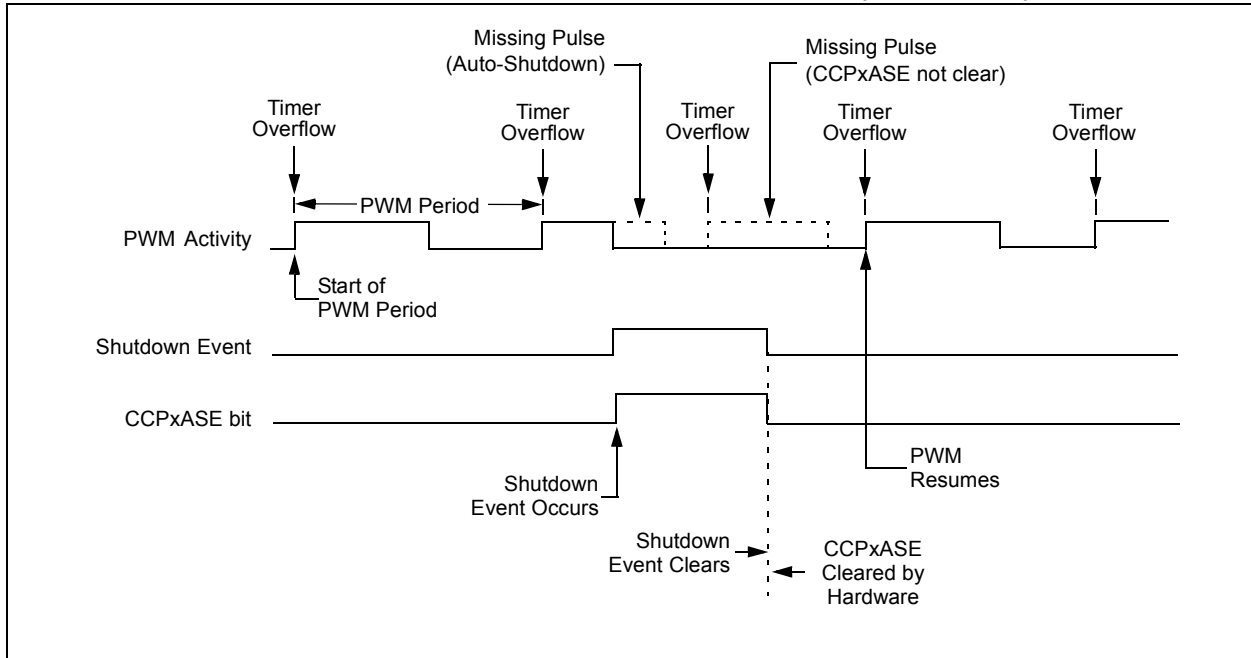 Missing Pulse
(Auto-Shutdown)
Missing Pulse
(CCPxASE not clear)
Timer
Overflow
Timer
Overflow
Timer
Overflow
Timer
Overflow
Timer
Overflow
PWM Period
PWM Activity
Start of
PWM Period
Shutdown Event
CCPxASE bit
Shutdown
Event Occurs
PWM
Resumes
Shutdown
Event Clears
CCPxASE
Cleared by
Hardware